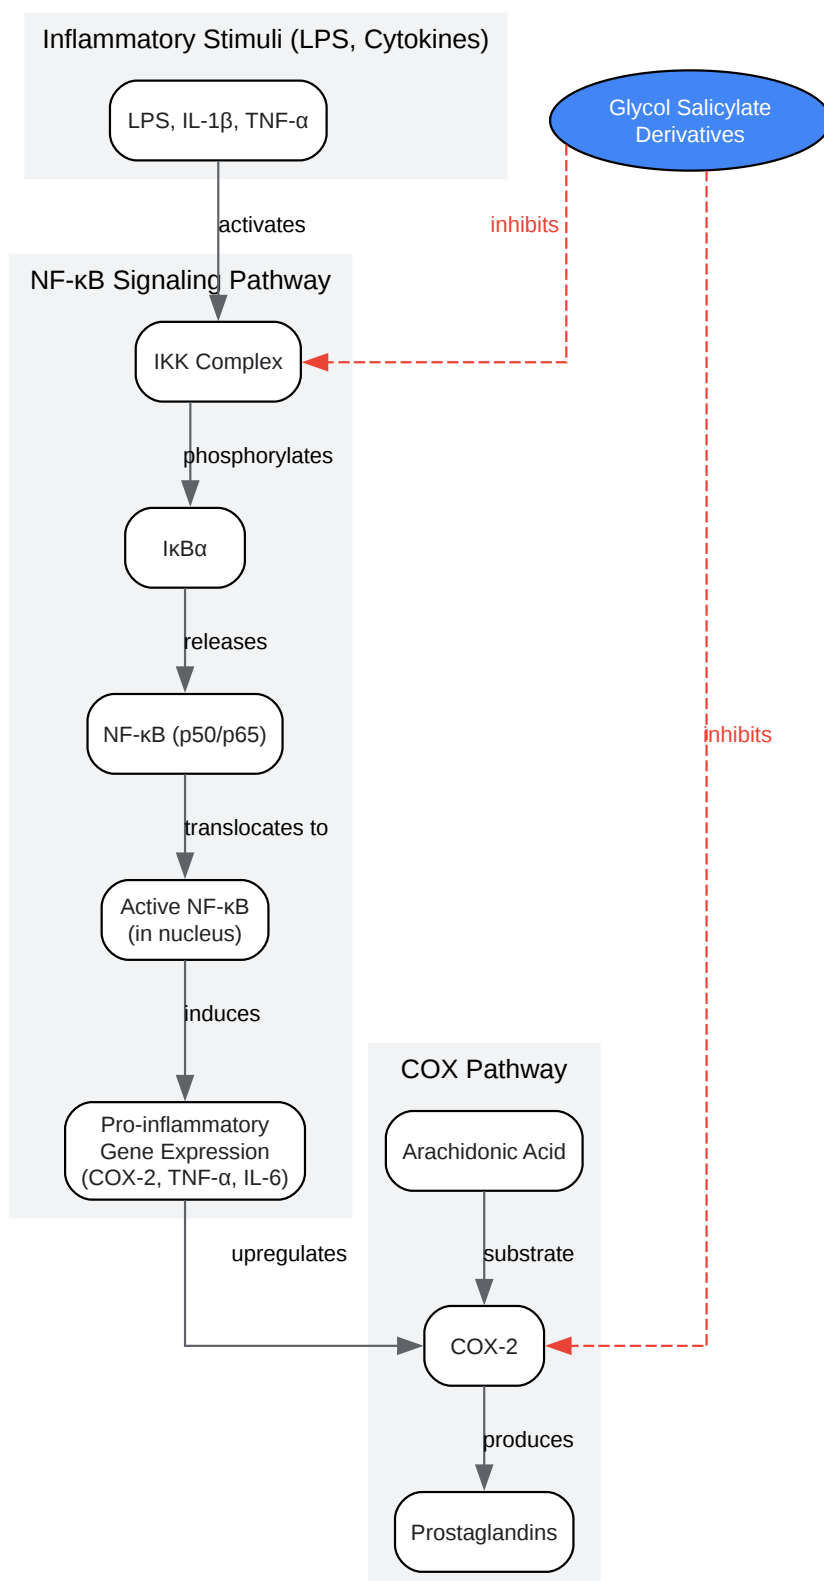 Inflammatory Stimuli (LPS, Cytokines)
LPS, IL-1β, TNF-α
Glycol Salicylate
Derivatives
activates
inhibits
NF-κB Signaling Pathway
IKK Complex
phosphorylates
IκBα
releases
NF-κB (p50/p65)
inhibits
translocates to
Active NF-κB
(in nucleus)
induces
COX Pathway
Pro-inflammatory
Gene Expression
(COX-2, TNF-α, IL-6)
Arachidonic Acid
upregulates
substrate
COX-2
produces
Prostaglandins